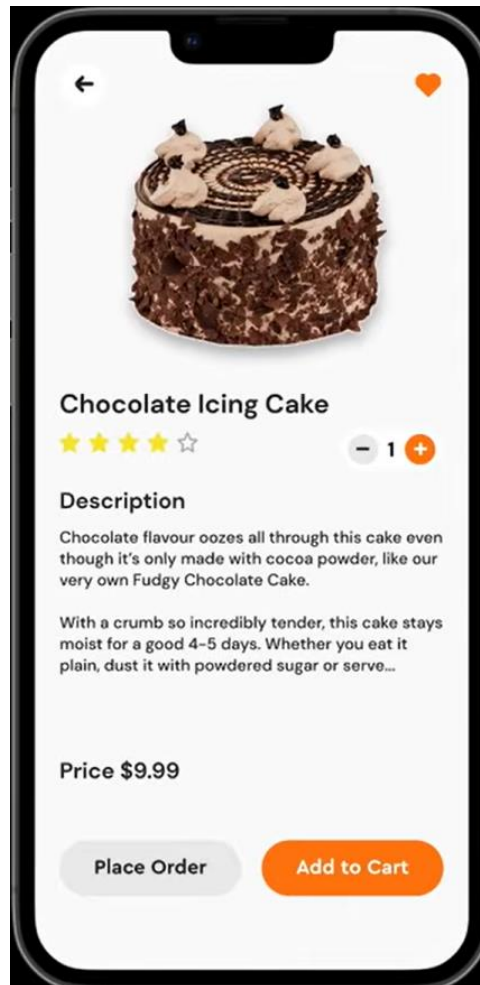 Chocolate Icing Cake
1
Description
Chocolate flavour oozes all through this cake even
though it's only made with cocoa powder, like our
very own Fudgy Chocolate Cake.
With a crumb so incredibly tender, this cake stays
moist for a good 4-5 days. Whether you eat it
plain, dust it with powdered sugar or serve...
Price $9.99
Place Order
Add to Cart